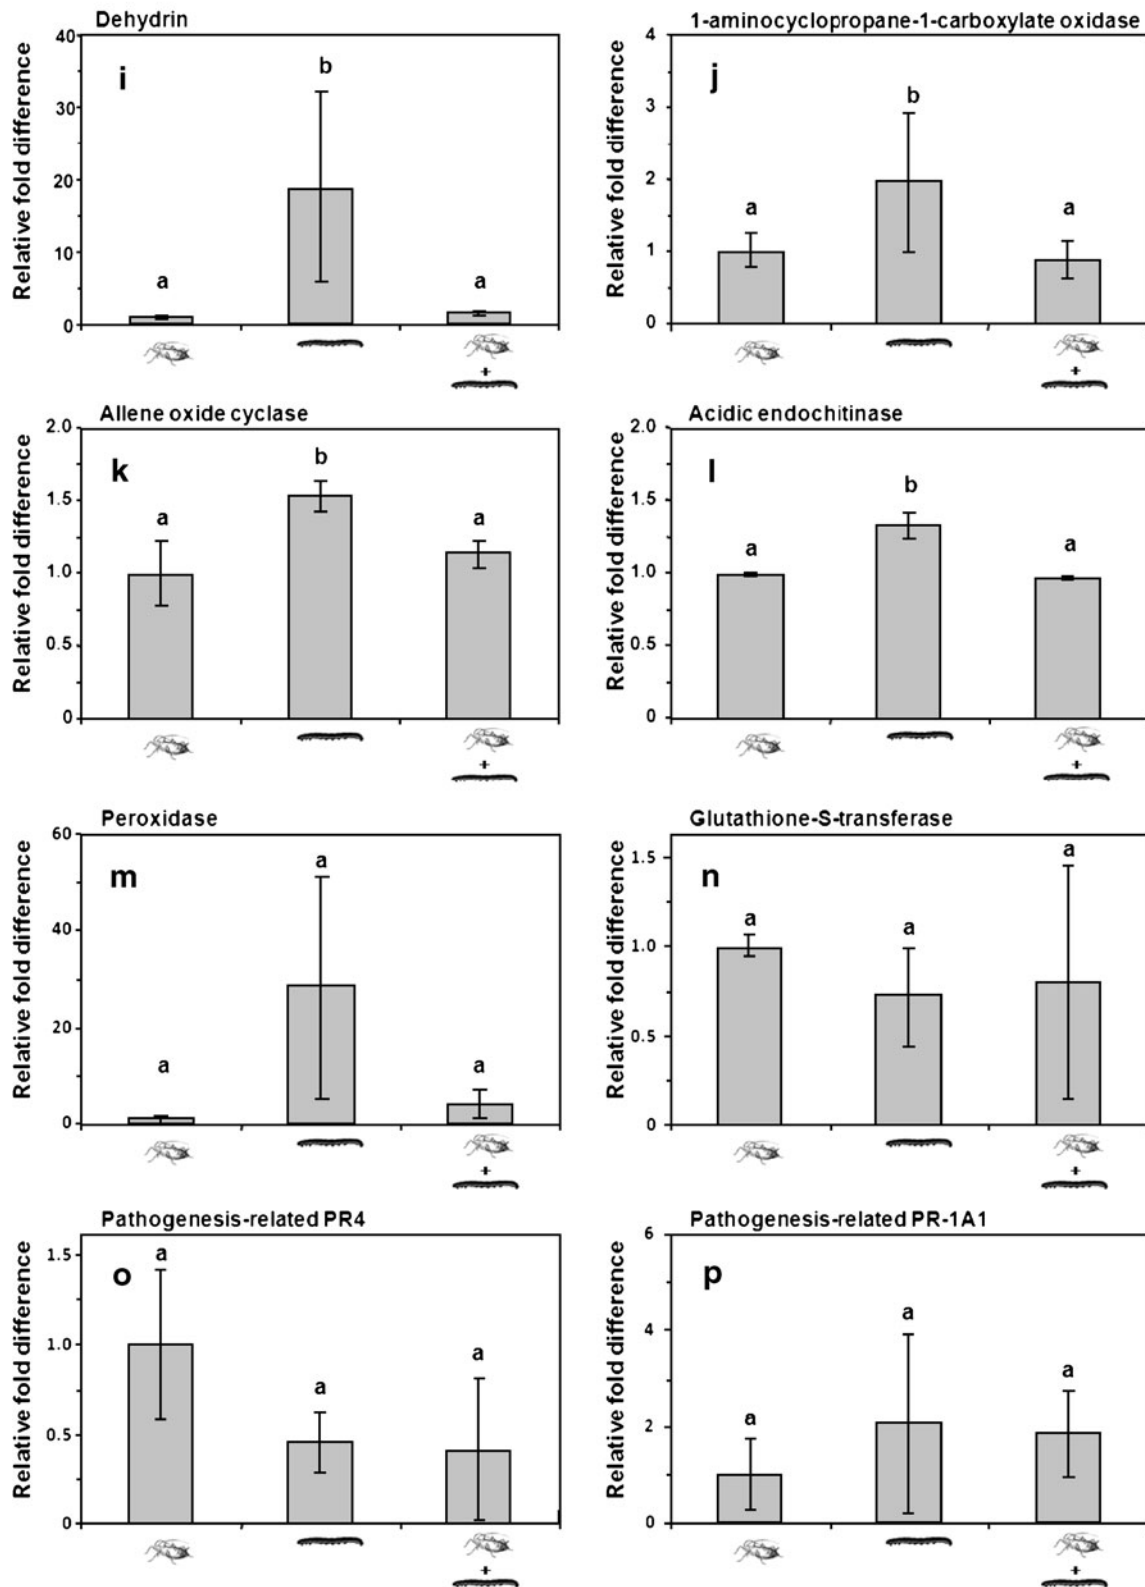 Dehydrin
Relative fold difference
40
30
20
10
0
i
a
b
a
+
1-aminocyclopropane-1-carboxylate oxidase
Relative fold difference
4
3
2
1
0
j
a
b
a
+
Allene oxide cyclase
Relative fold difference
2.0
1.5
1.0
0.5
0
k
a
b
a
+
Acidic endochitinase
Relative fold difference
2.0
1.5
1.0
0.5
0
l
a
b
a
+
Peroxidase
Relative fold difference
60
40
20
0
m
a
a
a
+
Glutathione-S-transferase
Relative fold difference
1.5
1.0
0.5
0
n
a
a
a
+
Pathogenesis-related PR4
Relative fold difference
1.5
1.0
0.5
0
o
a
a
a
+
Pathogenesis-related PR-1A1
Relative fold difference
6
4
2
0
p
a
a
a
+